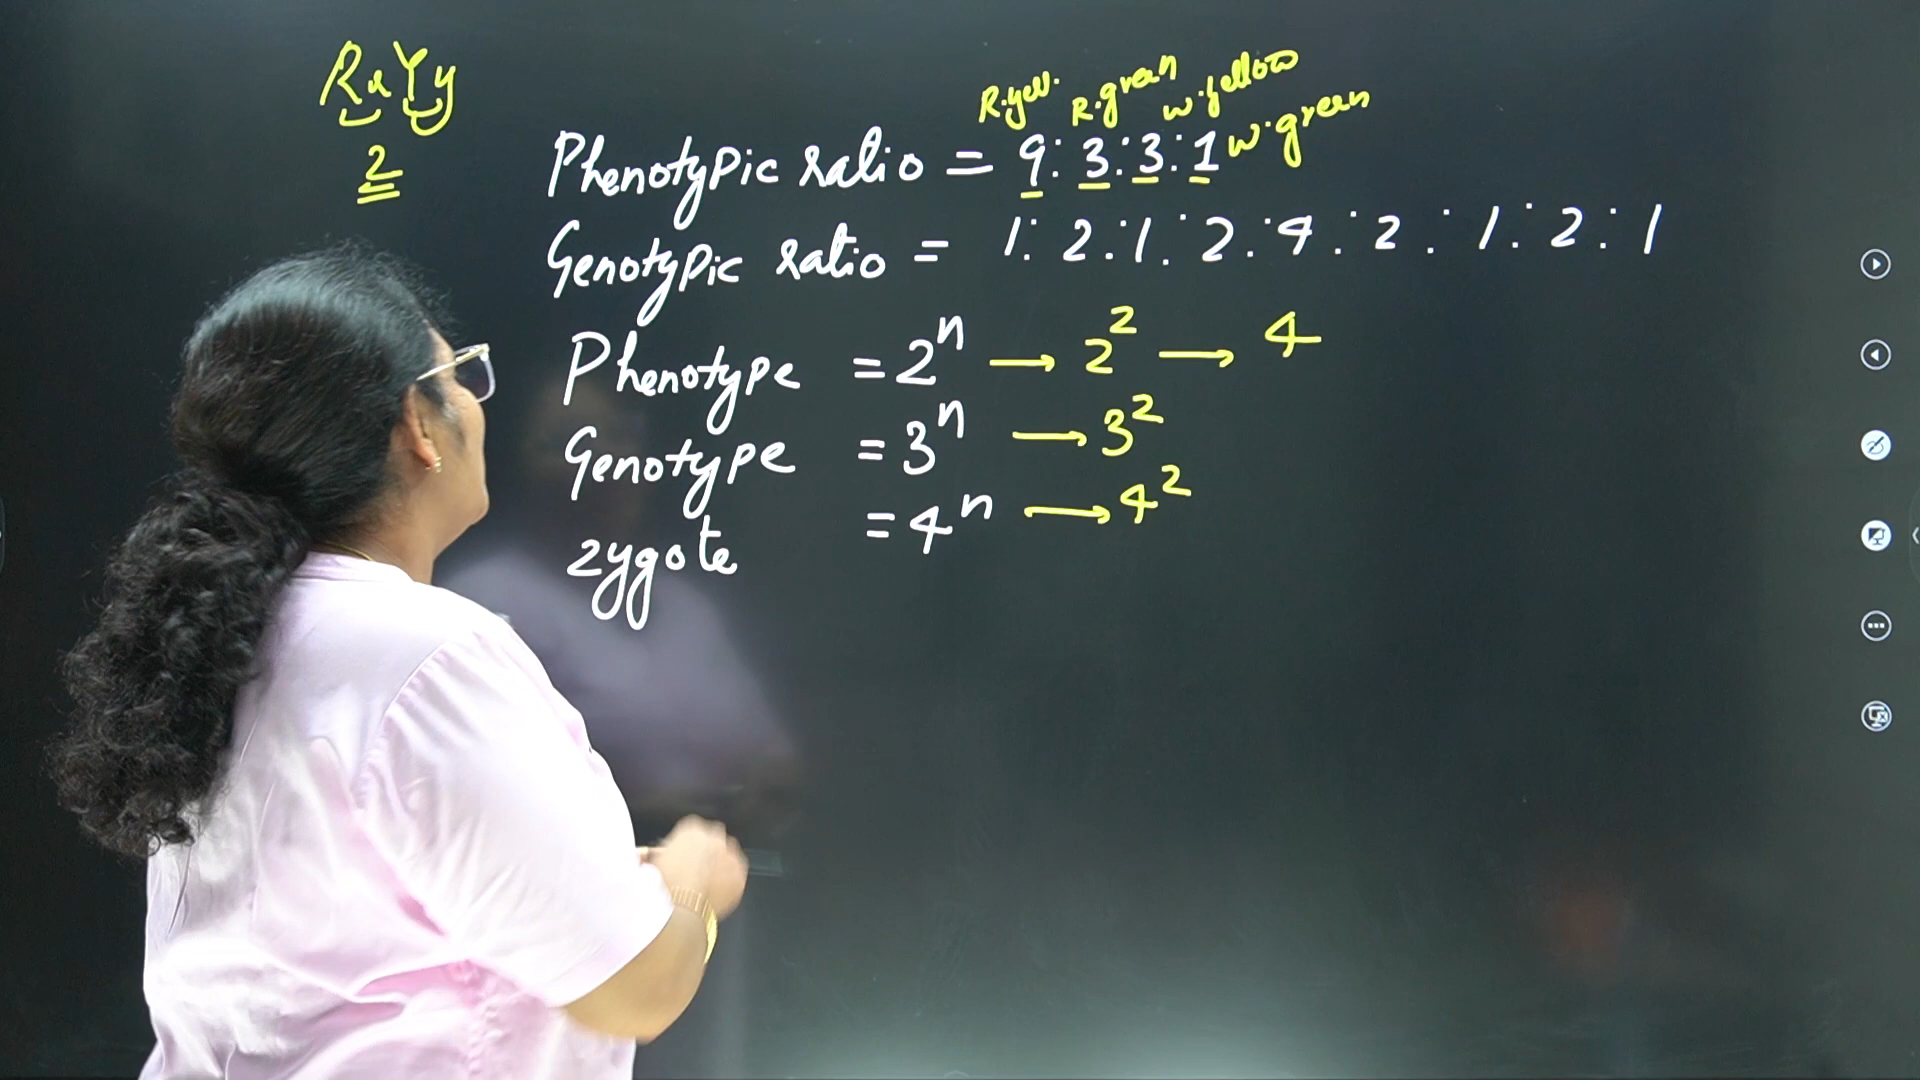 RrYy
2
R.yell. R.green w.yellow w.green
Phenotypic ratio = 9:3:3:1
Genotypic ratio = 1:2:1:2:4:2:1:2:1
Phenotype = 2ⁿ → 2² → 4
Genotype = 3ⁿ → 3²
zygote = 4ⁿ → 4²